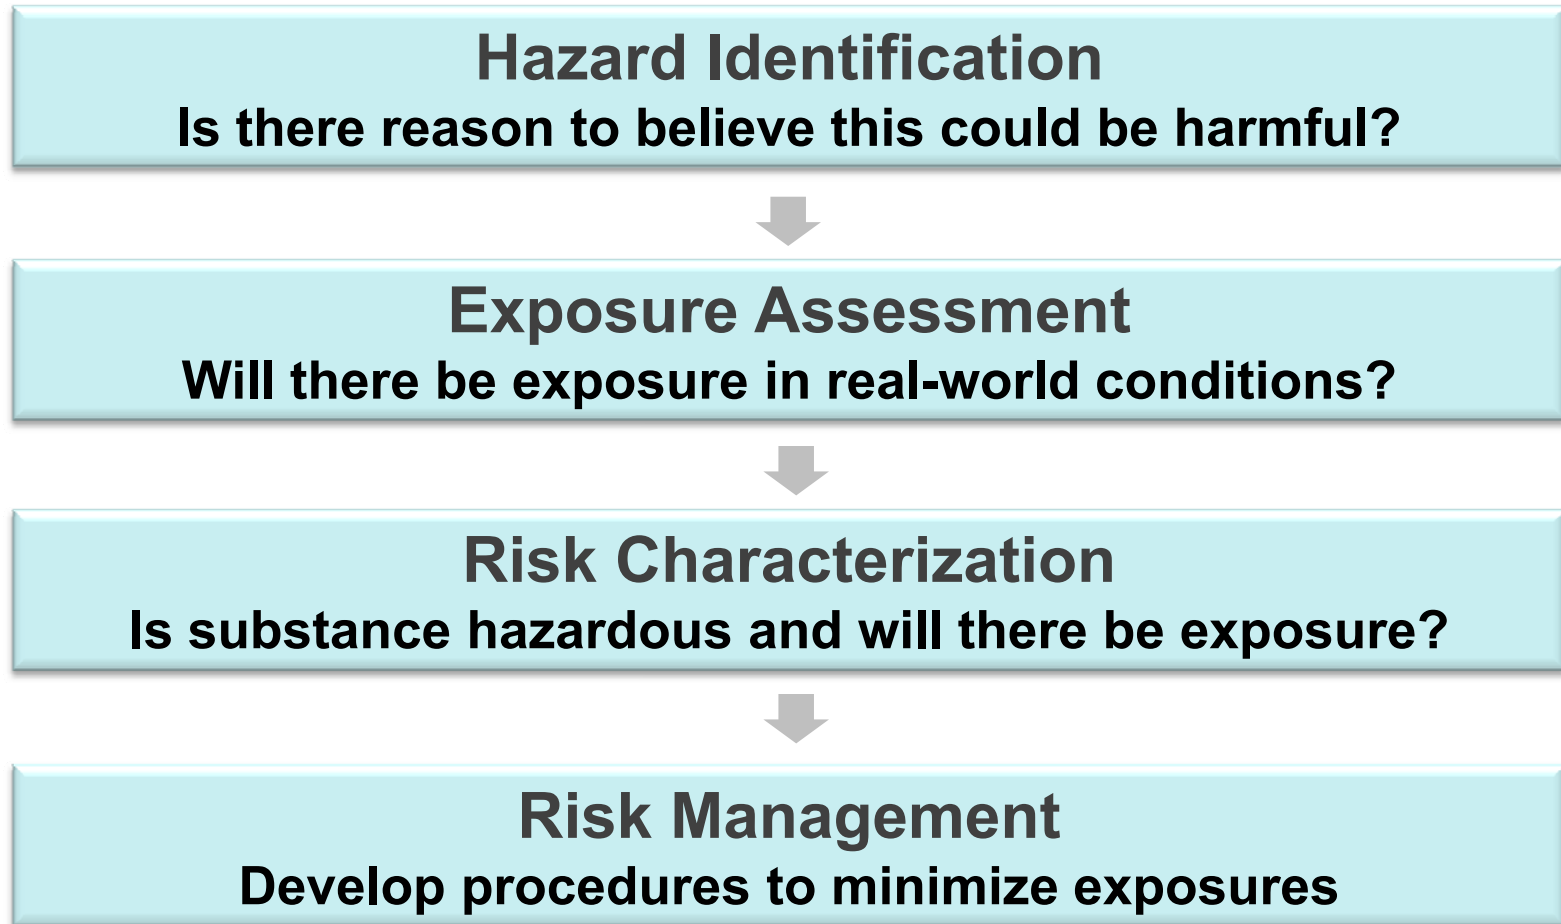 Hazard Identification
Is there reason to believe this could be harmful?
Exposure Assessment
Will there be exposure in real-world conditions?
Risk Characterization
Is substance hazardous and will there be exposure?
Risk Management
Develop procedures to minimize exposures